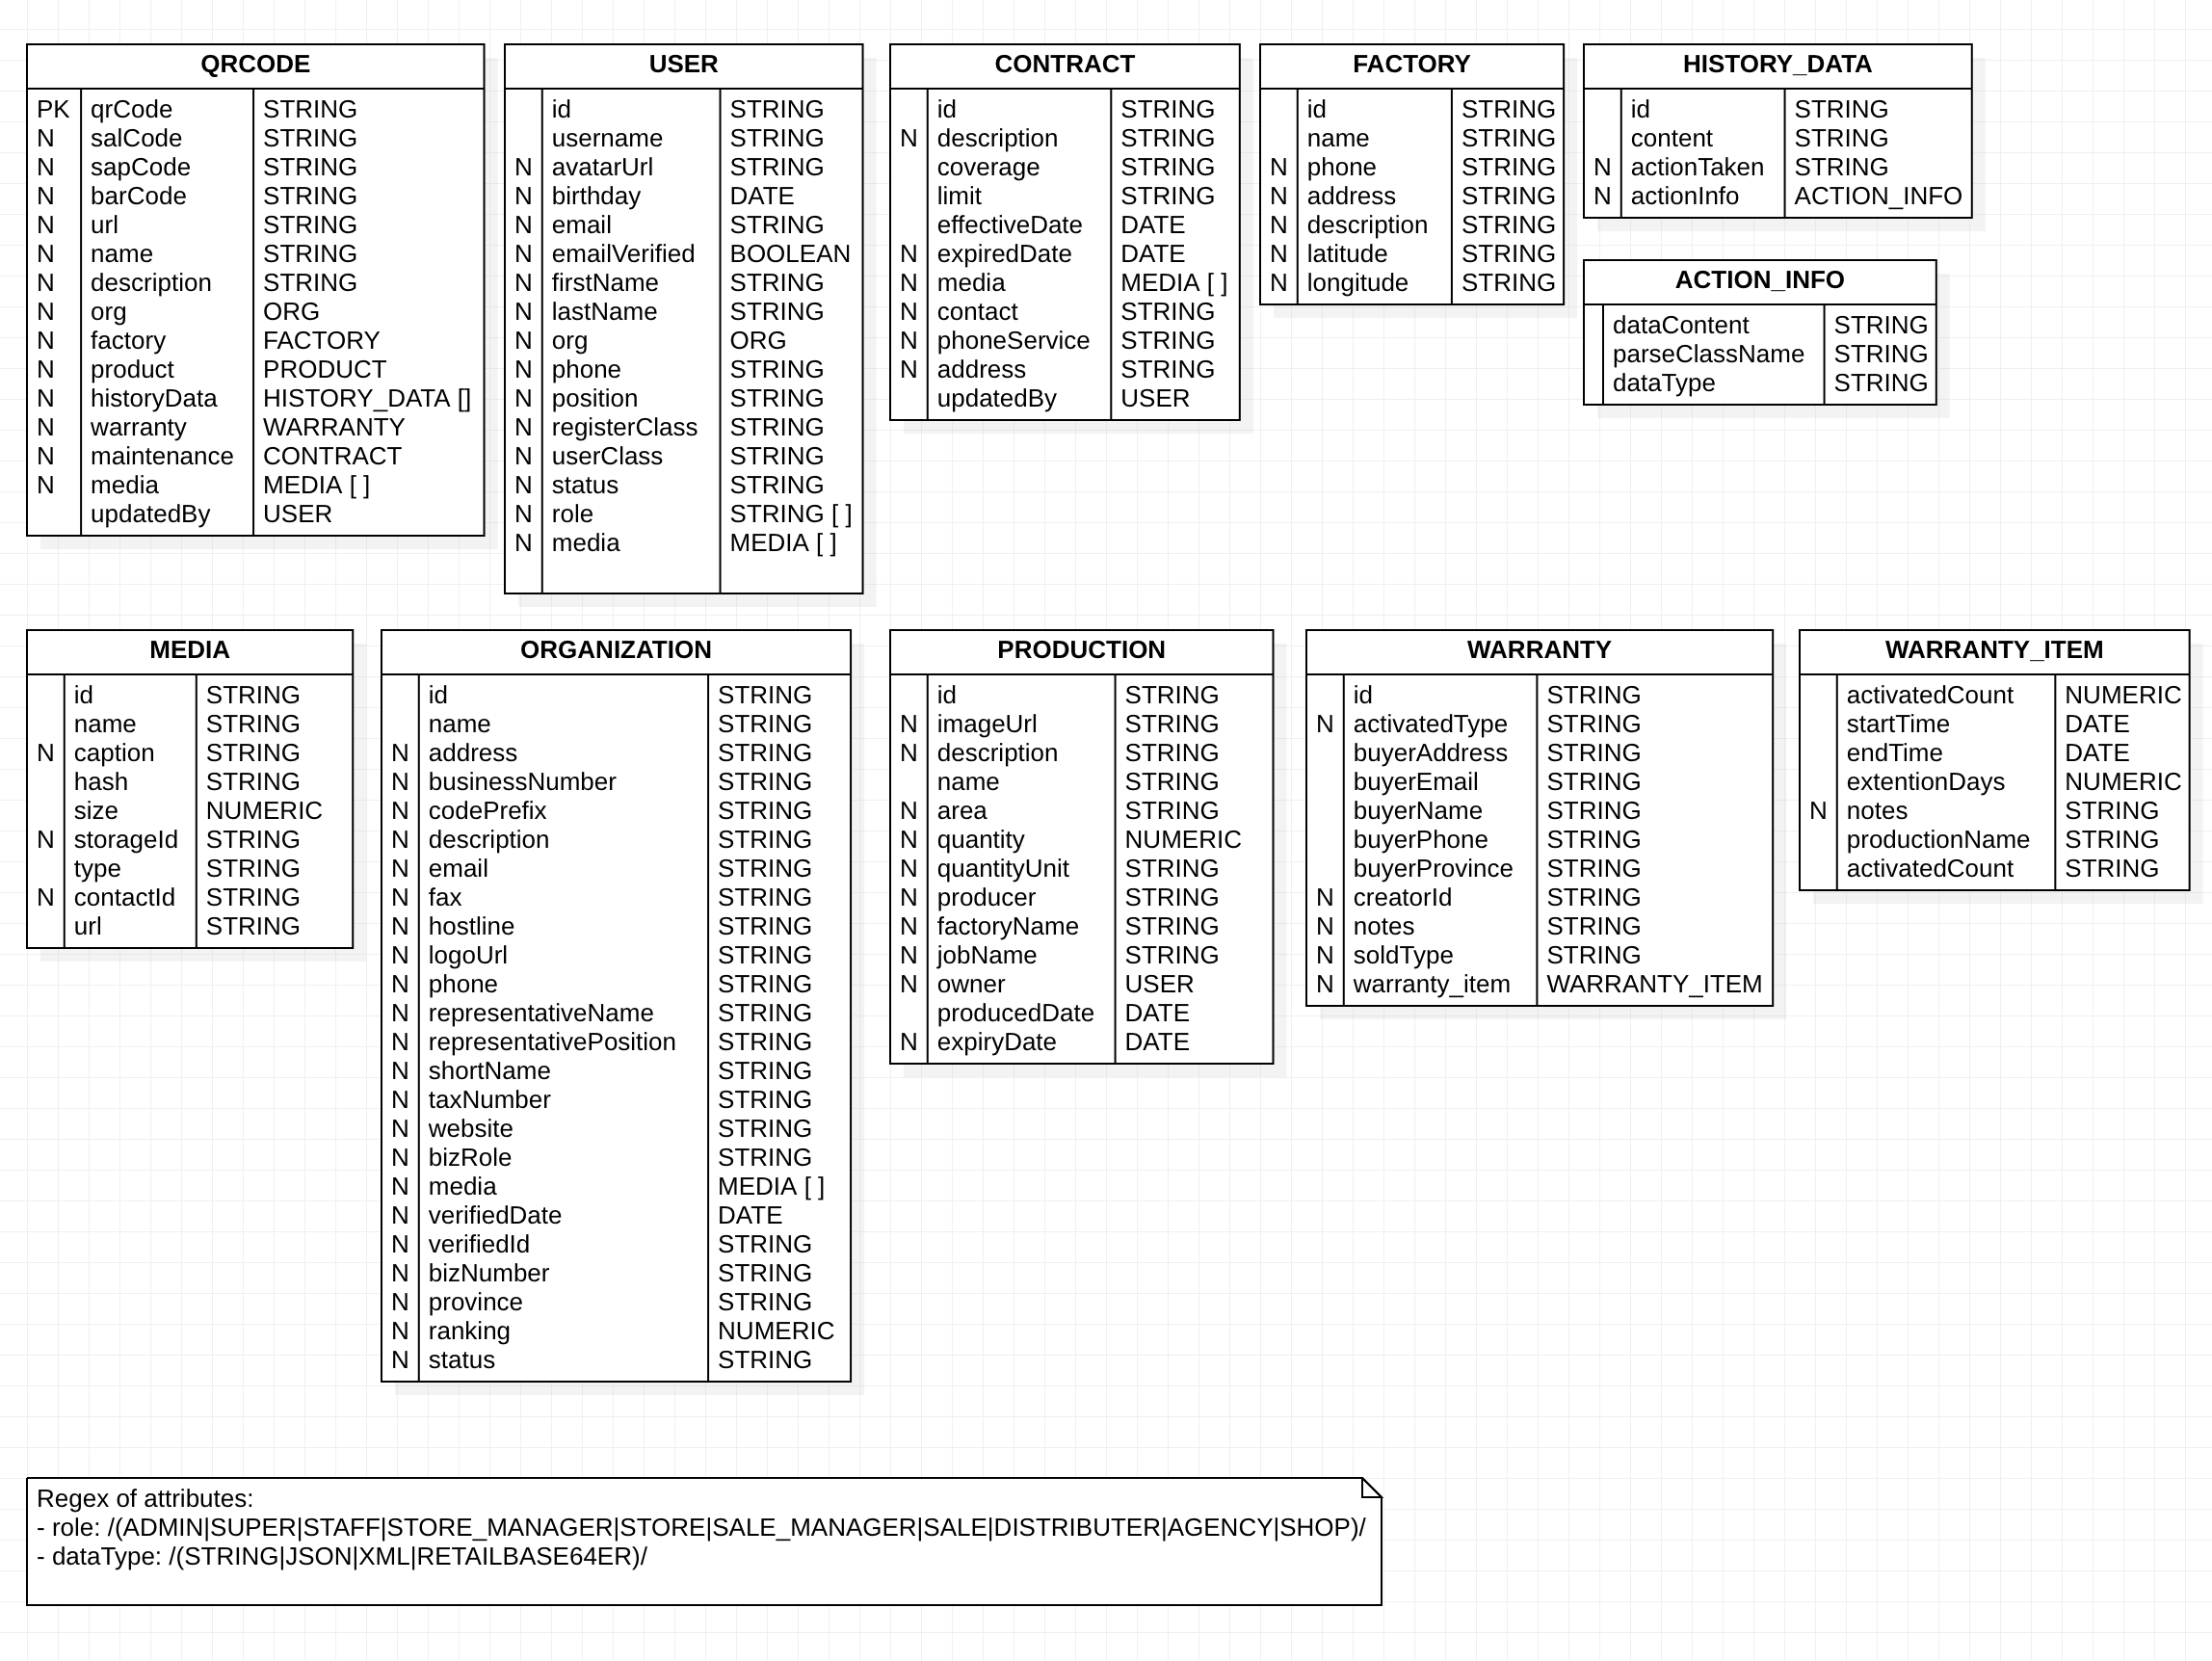 QRCODE
PK qrCode STRING
N salCode STRING
N sapCode STRING
N barCode STRING
N url STRING
N name STRING
N description STRING
N org ORG
N factory FACTORY
N product PRODUCT
N historyData HISTORY_DATA []
N warranty WARRANTY
N maintenance CONTRACT
N media MEDIA [ ]
updatedBy USER
USER
id STRING
username STRING
N avatarUrl STRING
N birthday DATE
N email STRING
N emailVerified BOOLEAN
N firstName STRING
N lastName STRING
N org ORG
N phone STRING
N position STRING
N registerClass STRING
N userClass STRING
N status STRING
N role STRING [ ]
N media MEDIA [ ]
CONTRACT
id STRING
N description STRING
coverage STRING
limit STRING
effectiveDate DATE
N expiredDate DATE
N media MEDIA [ ]
N contact STRING
N phoneService STRING
N address STRING
updatedBy USER
FACTORY
id STRING
name STRING
N phone STRING
N address STRING
N description STRING
N latitude STRING
N longitude STRING
HISTORY_DATA
id STRING
content STRING
N actionTaken STRING
N actionInfo ACTION_INFO
ACTION_INFO
dataContent STRING
parseClassName STRING
dataType STRING
MEDIA
id STRING
name STRING
N caption STRING
hash STRING
size NUMERIC
N storageId STRING
type STRING
N contactId STRING
url STRING
ORGANIZATION
id STRING
name STRING
N address STRING
N businessNumber STRING
N codePrefix STRING
N description STRING
N email STRING
N fax STRING
N hostline STRING
N logoUrl STRING
N phone STRING
N representativeName STRING
N representativePosition STRING
N shortName STRING
N taxNumber STRING
N website STRING
N bizRole STRING
N media MEDIA [ ]
N verifiedDate DATE
N verifiedId STRING
N bizNumber STRING
N province STRING
N ranking NUMERIC
N status STRING
PRODUCTION
id STRING
N imageUrl STRING
N description STRING
name STRING
N area STRING
N quantity NUMERIC
N quantityUnit STRING
N producer STRING
N factoryName STRING
N jobName STRING
N owner USER
producedDate DATE
N expiryDate DATE
WARRANTY
id STRING
N activatedType STRING
buyerAddress STRING
buyerEmail STRING
buyerName STRING
buyerPhone STRING
buyerProvince STRING
N creatorId STRING
N notes STRING
N soldType STRING
N warranty_item WARRANTY_ITEM
WARRANTY_ITEM
activatedCount NUMERIC
startTime DATE
endTime DATE
extentionDays NUMERIC
N notes STRING
productionName STRING
activatedCount STRING
Regex of attributes:
- role: /(ADMIN|SUPER|STAFF|STORE_MANAGER|STORE|SALE_MANAGER|SALE|DISTRIBUTER|AGENCY|SHOP)/
- dataType: /(STRING|JSON|XML|RETAILBASE64ER)/